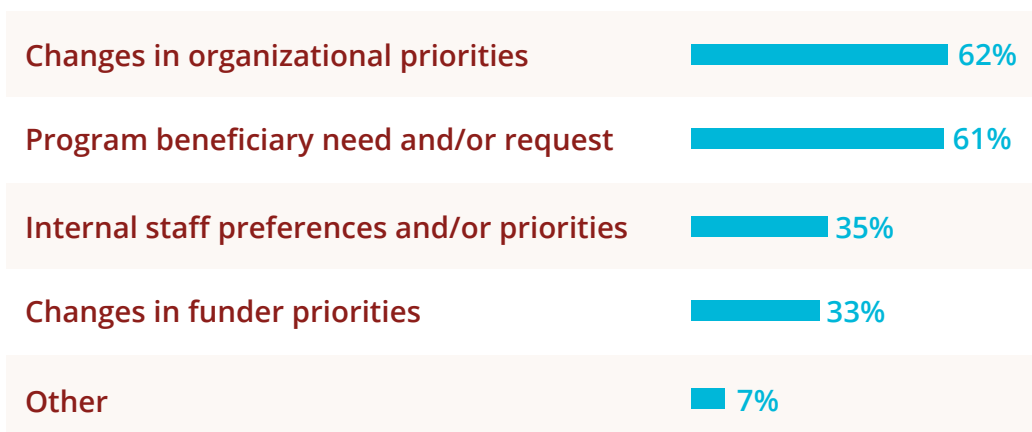 Changes in organizational priorities 62%
Program beneficiary need and/or request 61%
Internal staff preferences and/or priorities 35%
Changes in funder priorities 33%
Other 7%